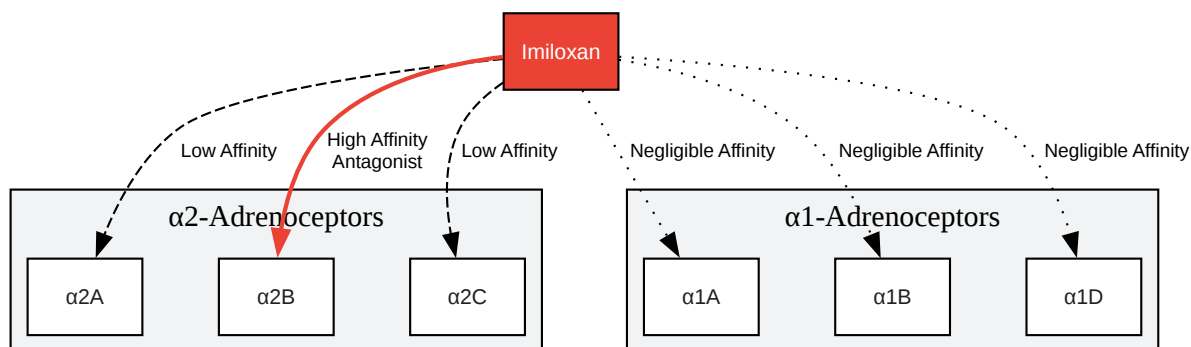 Imiloxan
Low Affinity
High Affinity
Antagonist
Low Affinity
Negligible Affinity
Negligible Affinity
Negligible Affinity
α2-Adrenoceptors
α1-Adrenoceptors
α2A
α2B
α2C
α1A
α1B
α1D